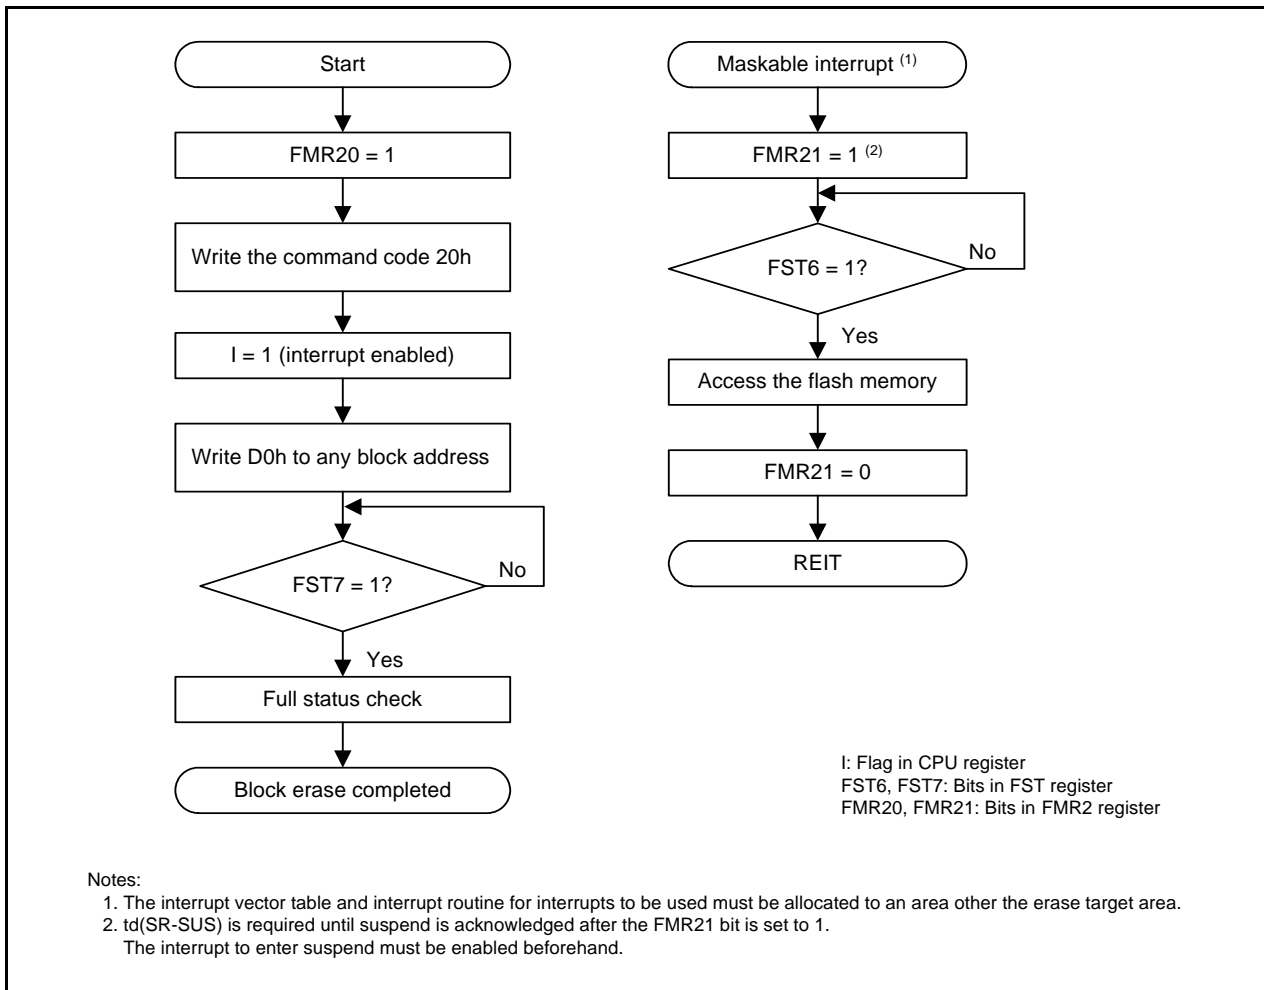 Start
FMR20 = 1
Write the command code 20h
I = 1 (interrupt enabled)
Write D0h to any block address
FST7 = 1?
No
Yes
Full status check
Block erase completed
Maskable interrupt (1)
FMR21 = 1 (2)
FST6 = 1?
No
Yes
Access the flash memory
FMR21 = 0
REIT
I: Flag in CPU register
FST6, FST7: Bits in FST register
FMR20, FMR21: Bits in FMR2 register
Notes:
1. The interrupt vector table and interrupt routine for interrupts to be used must be allocated to an area other the erase target area.
2. td(SR-SUS) is required until suspend is acknowledged after the FMR21 bit is set to 1.
The interrupt to enter suspend must be enabled beforehand.